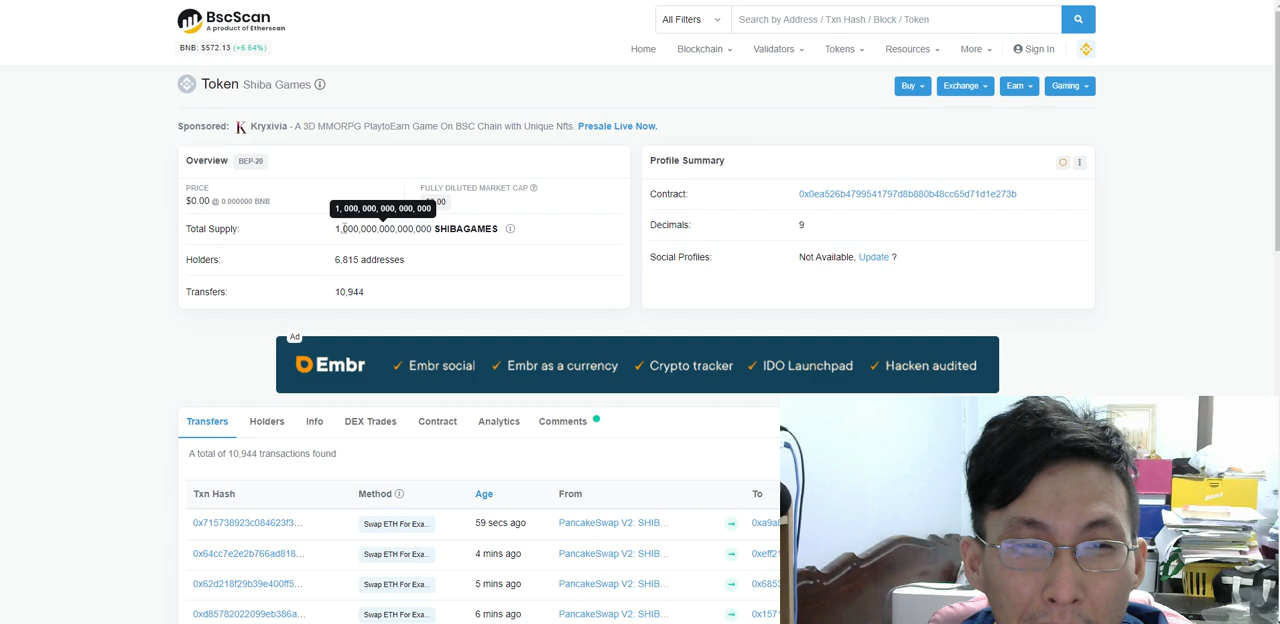 BscScan
A product of Etherscan
BNB: $572.13 (+6.64%)
All Filters
Search by Address / Txn Hash / Block / Token
Home Blockchain Validators Tokens Resources More Sign In
Token Shiba Games
Buy Exchange Earn Gaming
Sponsored: Kryxivia - A 3D MMORPG PlaytoEarn Game On BSC Chain with Unique Nfts. Presale Live Now.
Overview BEP-20
PRICE
$0.00 @ 0.000000 BNB
FULLY DILUTED MARKET CAP
1, 000, 000, 000, 000, 000
Total Supply: 1,000,000,000,000,000 SHIBAGAMES
Holders: 6,815 addresses
Transfers: 10,944
Profile Summary
Contract: 0x0ea526b4799541797d8b880b48cc65d71d1e273b
Decimals: 9
Social Profiles: Not Available, Update ?
Ad
Embr ✓ Embr social ✓ Embr as a currency ✓ Crypto tracker ✓ IDO Launchpad ✓ Hacken audited
Transfers Holders Info DEX Trades Contract Analytics Comments
A total of 10,944 transactions found
Txn Hash Method Age From To
0x715738923c084623f3... Swap ETH For Exa... 59 secs ago PancakeSwap V2: SHIB...
0x64cc7e2e2b766ad818... Swap ETH For Exa... 4 mins ago PancakeSwap V2: SHIB...
0x62d218f29b39e400ff5... Swap ETH For Exa... 5 mins ago PancakeSwap V2: SHIB...
0xd85782022099eb386a... Swap ETH For Exa... 6 mins ago PancakeSwap V2: SHIB...